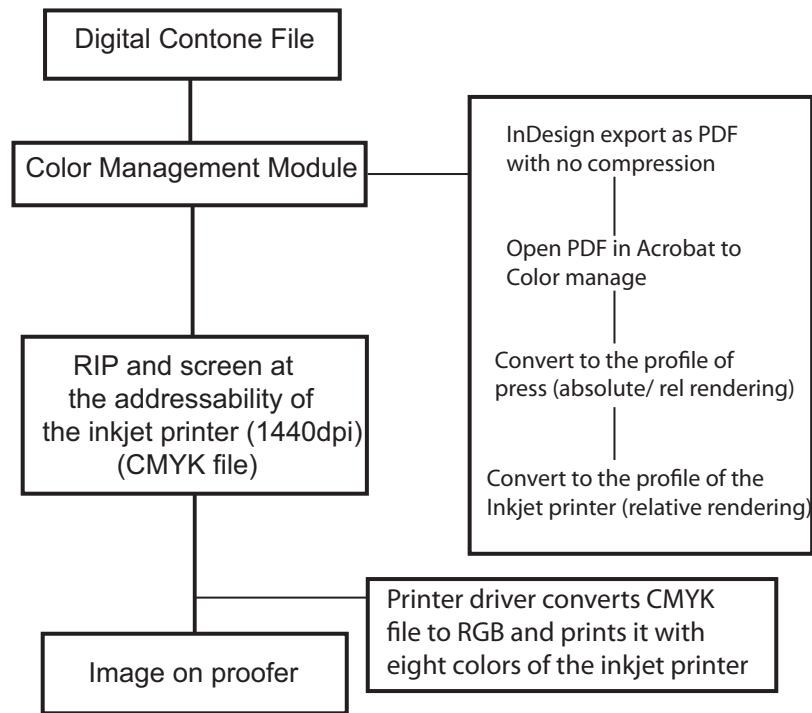 Digital Contone File
Color Management Module
InDesign export as PDF
with no compression
Open PDF in Acrobat to
Color manage
Convert to the profile of
press (absolute/ rel rendering)
Convert to the profile of the
Inkjet printer (relative rendering)
RIP and screen at
the addressability of
the inkjet printer (1440dpi)
(CMYK file)
Printer driver converts CMYK
file to RGB and prints it with
eight colors of the inkjet printer
Image on proofer